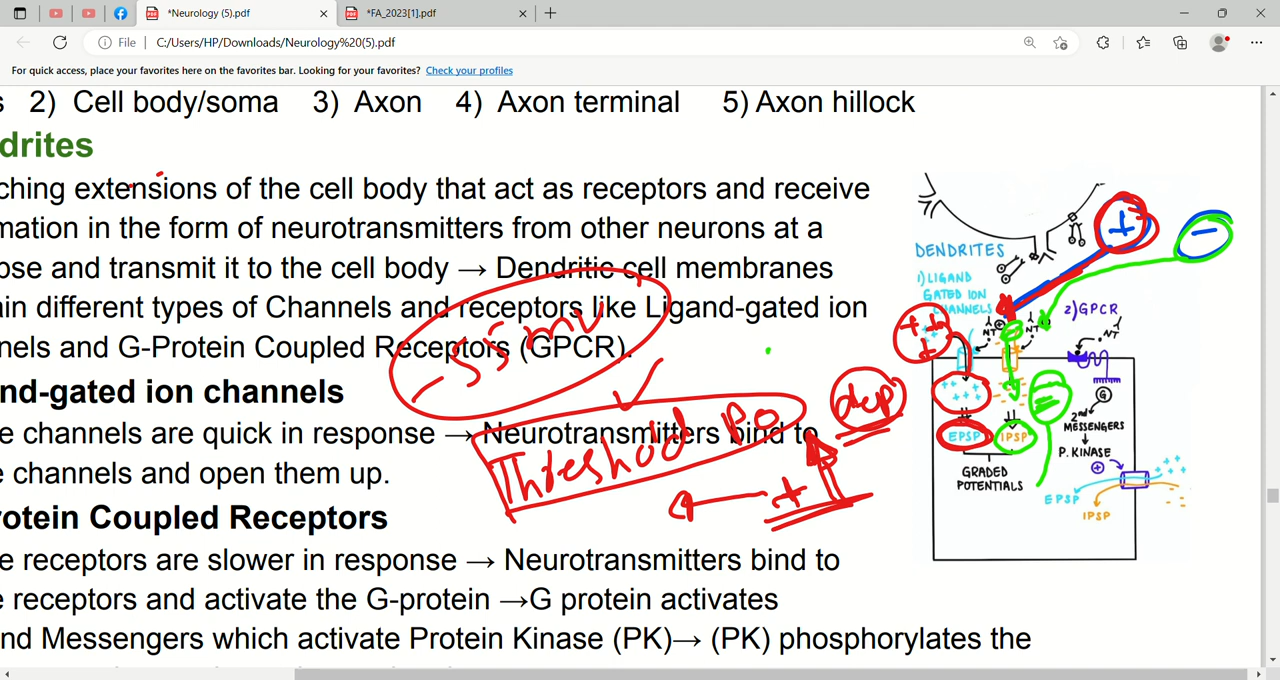 *Neurology (5).pdf
*FA_2023[1].pdf
File C:/Users/HP/Downloads/Neurology%20(5).pdf
For quick access, place your favorites here on the favorites bar. Looking for your favorites? Check your profiles
s 2) Cell body/soma 3) Axon 4) Axon terminal 5) Axon hillock
drites
ching extensions of the cell body that act as receptors and receive
mation in the form of neurotransmitters from other neurons at a
pse and transmit it to the cell body → Dendritic cell membranes
ain different types of Channels and receptors like Ligand-gated ion
nels and G-Protein Coupled Receptors (GPCR).
nd-gated ion channels
e channels are quick in response → Neurotransmitters bind to
e channels and open them up.
rotein Coupled Receptors
e receptors are slower in response → Neurotransmitters bind to
e receptors and activate the G-protein →G protein activates
nd Messengers which activate Protein Kinase (PK)→ (PK) phosphorylates the
-55 mv
Threshold Po
+
dep
+
−
DENDRITES
1) LIGAND
GATED ION
CHANNELS
NT
NT
2) GPCR
NT
+ + +
+ + + + +
G
2nd
MESSENGERS
P. KINASE
EPSP
IPSP
GRADED
POTENTIALS
+
EPSP
IPSP